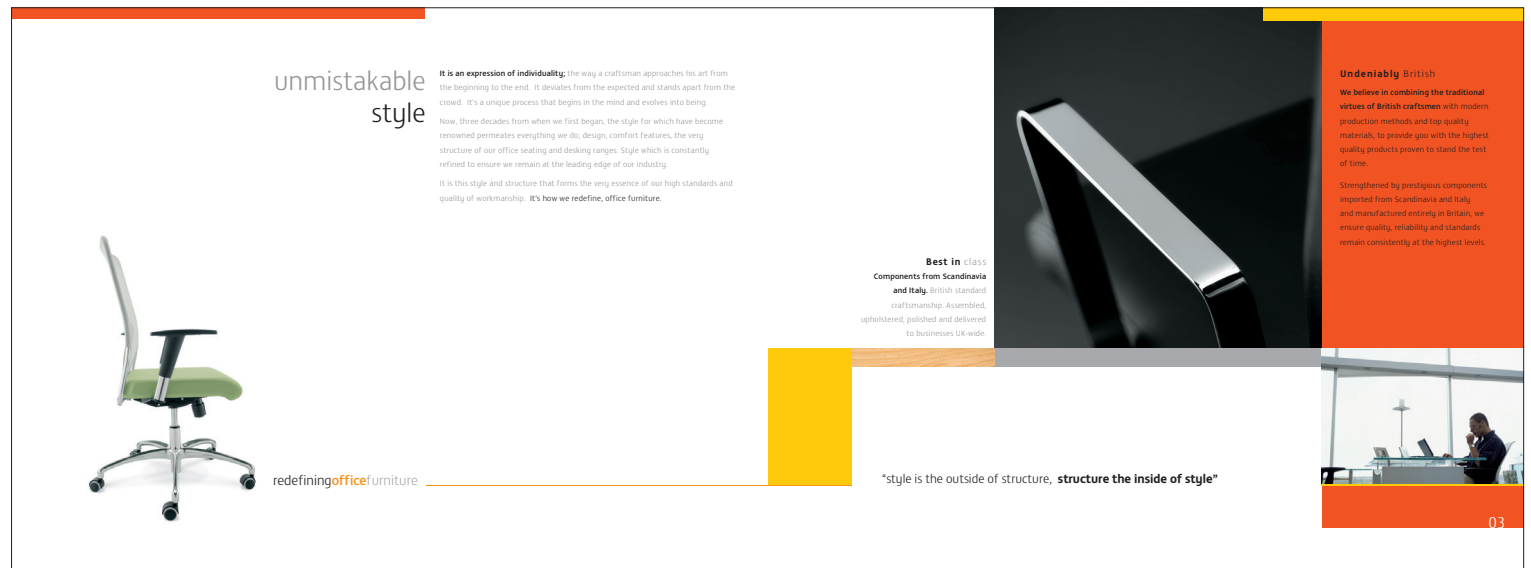 unmistakable
style
It is an expression of individuality; the way a craftsman approaches his art from
the beginning to the end. It deviates from the expected and stands apart from the
crowd. It's a unique process that begins in the mind and evolves into being.
Now, three decades from when we first began, the style for which have become
renowned permeates everything we do; design, comfort features, the very
structure of our office seating and desking ranges. Style which is constantly
refined to ensure we remain at the leading edge of our industry.
It is this style and structure that forms the very essence of our high standards and
quality of workmanship. It's how we redefine, office furniture.
redefiningofficefurniture
Best in class
Components from Scandinavia
and Italy. British standard
craftsmanship. Assembled,
upholstered, polished and delivered
to businesses UK-wide.
"style is the outside of structure, structure the inside of style"
Undeniably British
We believe in combining the traditional
virtues of British craftsmen with modern
production methods and top quality
materials, to provide you with the highest
quality products proven to stand the test
of time.
Strengthened by prestigious components
imported from Scandinavia and Italy
and manufactured entirely in Britain, we
ensure quality, reliability and standards
remain consistently at the highest levels.
03